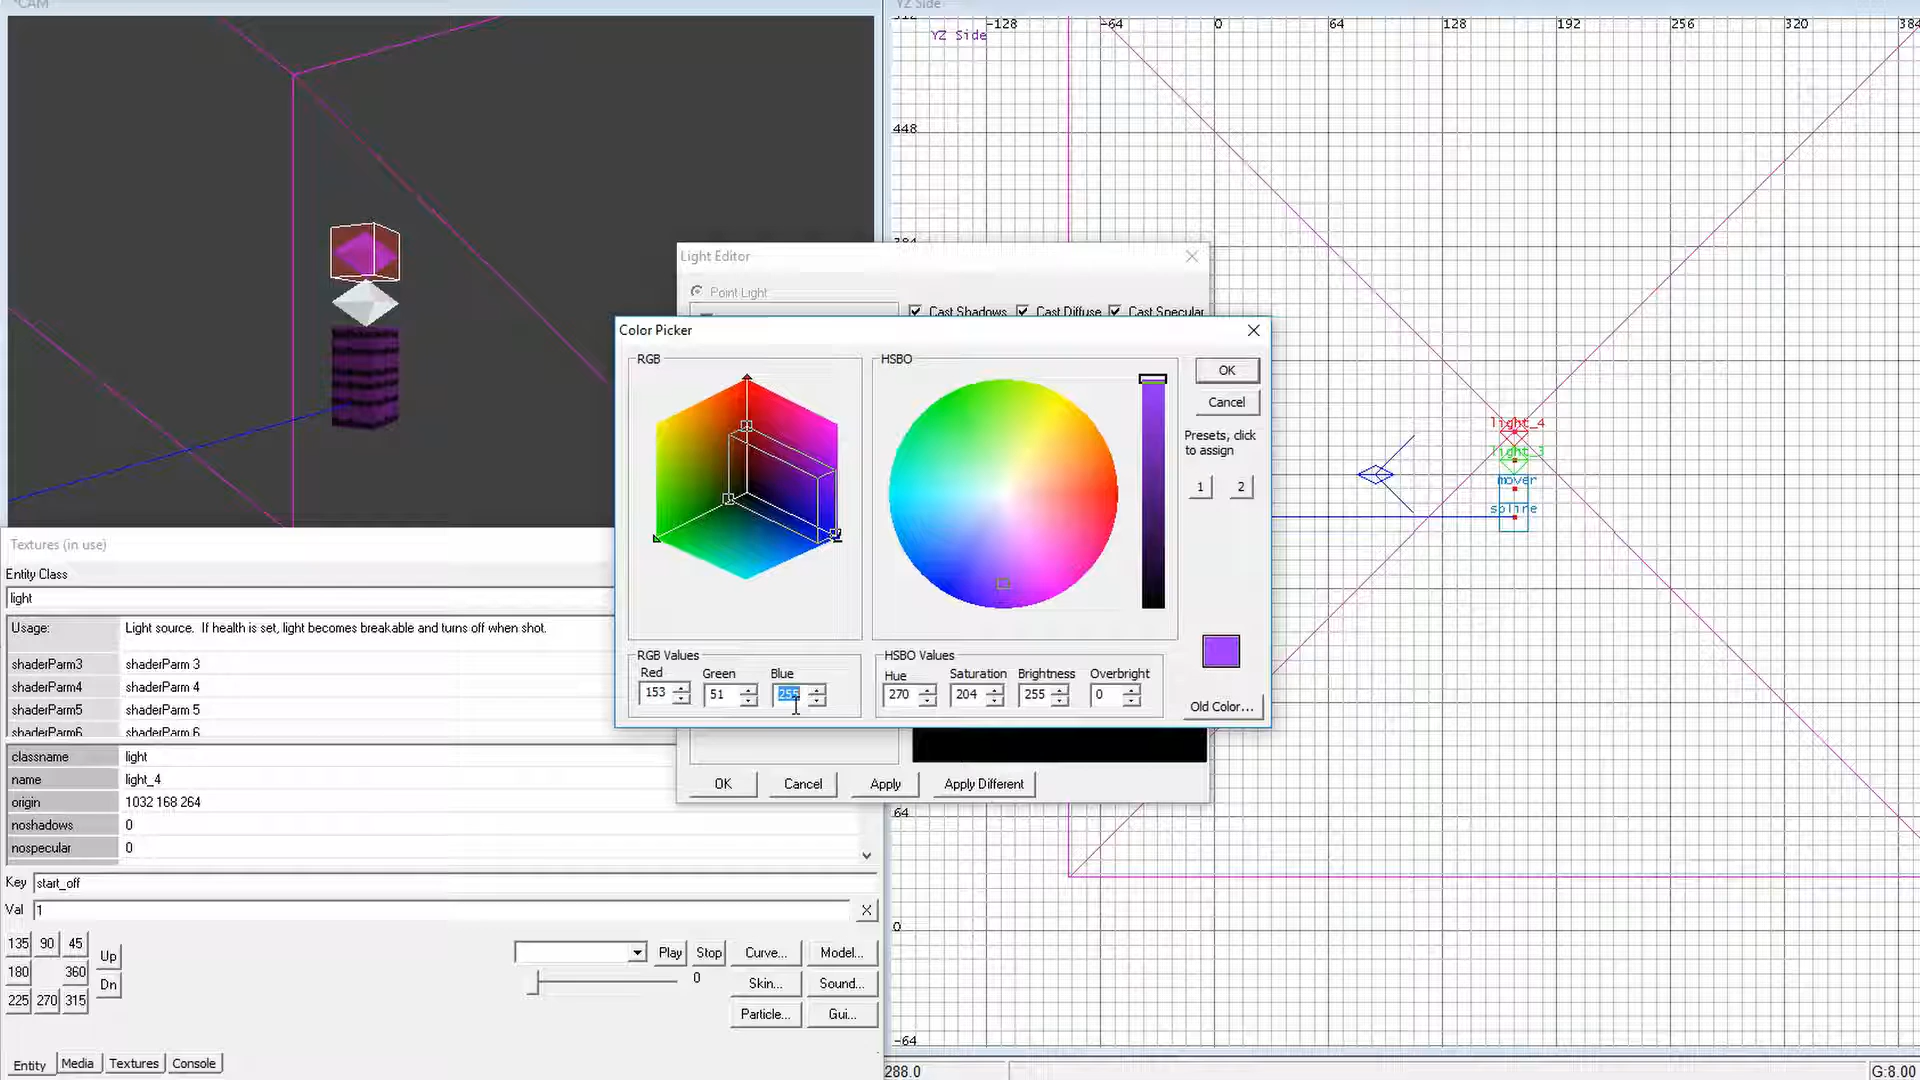 *CAM
YZ Side
-128 -64 0 64 128 192 256 320 384
YZ Side
448
384
light_4
light_3
mover
spline
64
0
-64
Light Editor
Point Light
Cast Shadows Cast Diffuse Cast Specular
Color Picker
RGB
HSBO
OK
Cancel
Presets, click
to assign
1 2
RGB Values
Red Green Blue
153 51 255
HSBO Values
Hue Saturation Brightness Overbright
270 204 255 0
Old Color...
OK Cancel Apply Apply Different
Textures (in use)
Entity Class
light
Usage: Light source. If health is set, light becomes breakable and turns off when shot.
shaderParm3 shaderParm 3
shaderParm4 shaderParm 4
shaderParm5 shaderParm 5
shaderParm6 shaderParm 6
classname light
name light_4
origin 1032 168 264
noshadows 0
nospecular 0
Key start_off
Val 1 X
135 90 45
180 360
225 270 315
Up
Dn
Play Stop Curve... Model...
0
Skin... Sound...
Particle... Gui...
Entity Media Textures Console
288.0
G:8.00